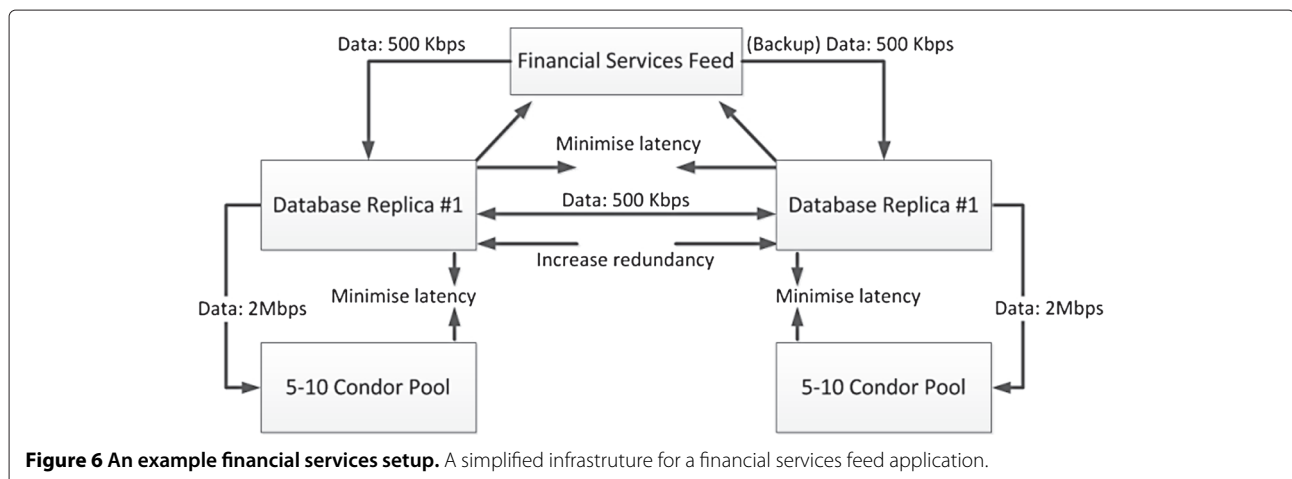 Data: 500 Kbps
Financial Services Feed
(Backup) Data: 500 Kbps
Minimise latency
Database Replica #1
Data: 500 Kbps
Database Replica #1
Increase redundancy
Minimise latency
Minimise latency
Data: 2Mbps
Data: 2Mbps
5-10 Condor Pool
5-10 Condor Pool
Figure 6 An example financial services setup. A simplified infrastruture for a financial services feed application.